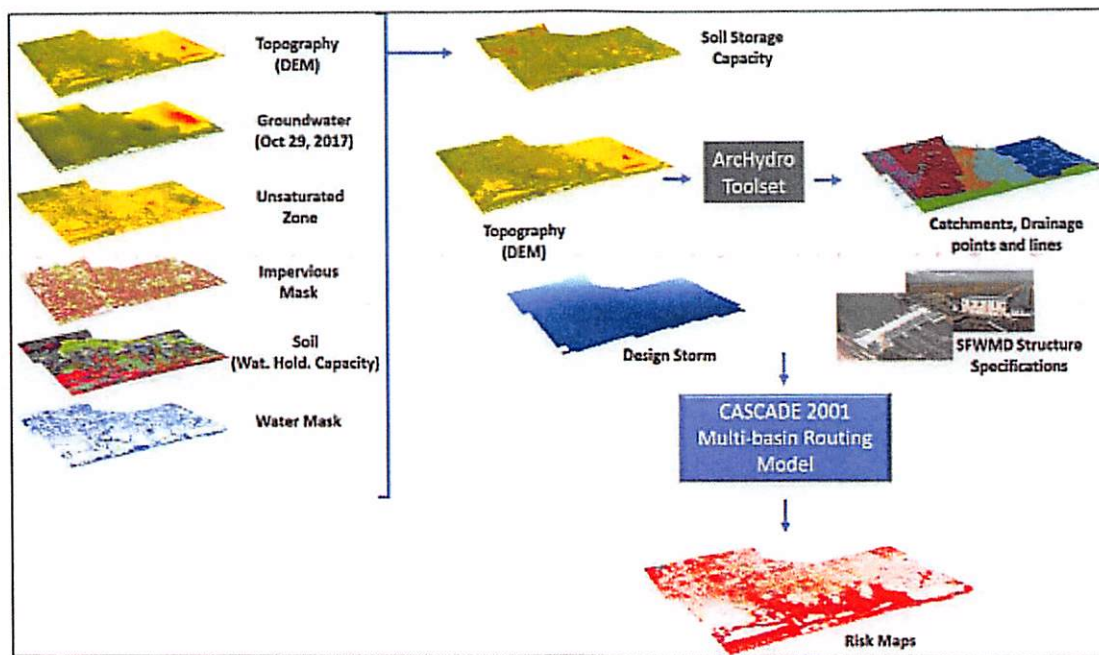 Topography
(DEM)
Groundwater
(Oct 29, 2017)
Unsaturated
Zone
Impervious
Mask
Soil
(Wat. Hold. Capacity)
Water Mask
Soil Storage
Capacity
Topography
(DEM)
ArcHydro
Toolset
Catchments, Drainage
points and lines
Design Storm
SFWMD Structure
Specifications
CASCADE 2001
Multi-basin Routing
Model
Risk Maps